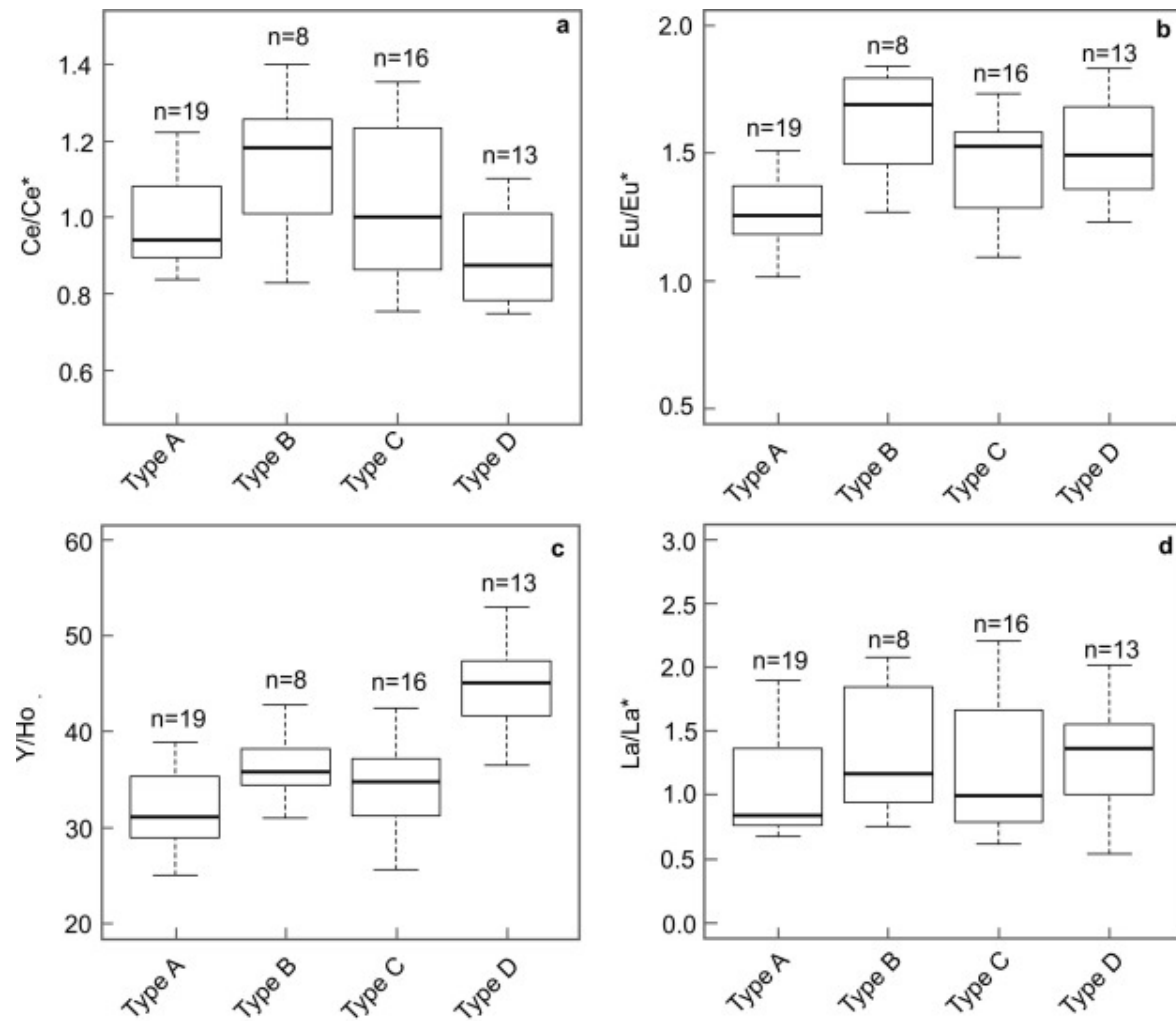 a
n=8
n=16
n=19
n=13
1.4
1.2
1.0
0.8
0.6
Ce/Ce*
Type A
Type B
Type C
Type D
b
n=8
n=16
n=13
n=19
2.0
1.5
1.0
0.5
Eu/Eu*
Type A
Type B
Type C
Type D
c
n=13
n=8
n=16
n=19
60
50
40
30
20
Y/Ho
Type A
Type B
Type C
Type D
d
n=16
n=8
n=13
n=19
3.0
2.5
2.0
1.5
1.0
0.5
0.0
La/La*
Type A
Type B
Type C
Type D